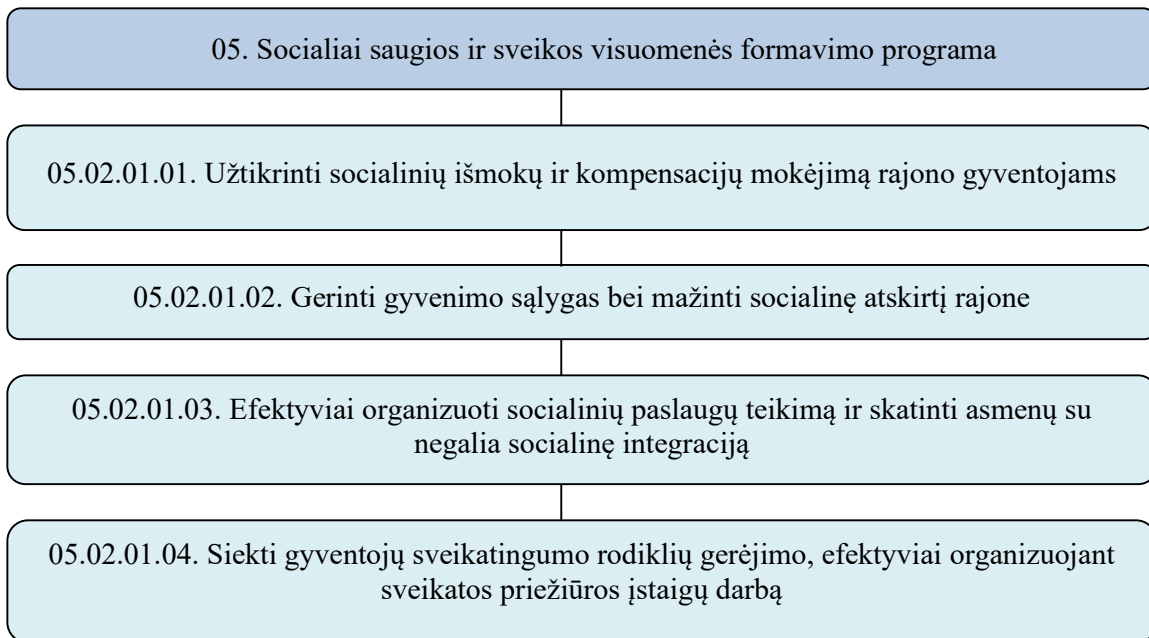 05. Socialiai saugios ir sveikos visuomenės formavimo programa
05.02.01.01. Užtikrinti socialinių išmokų ir kompensacijų mokėjimą rajono gyventojams
05.02.01.02. Gerinti gyvenimo sąlygas bei mažinti socialinę atskirtį rajone
05.02.01.03. Efektyviai organizuoti socialinių paslaugų teikimą ir skatinti asmenų su
negalia socialinę integraciją
05.02.01.04. Siekti gyventojų sveikatingumo rodiklių gerėjimo, efektyviai organizuojant
sveikatos priežiūros įstaigų darbą